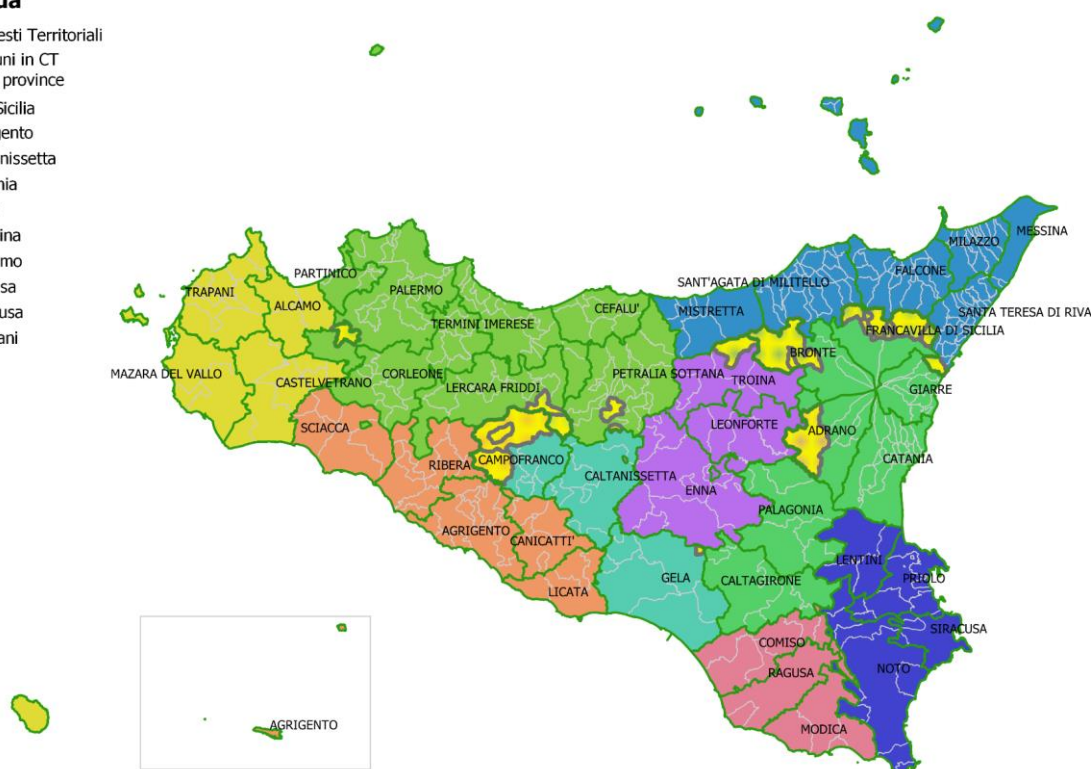 da
esti Territoriali
ni in CT
province
Sicilia
ento
nissetta
nia
ina
mo
sa
usa
ani
MESSINA
MILAZZO
FALCONE
SANT'AGATA DI MILITELLO
PARTINICO
TRAPANI
PALERMO
ALCAMO
CEFALU'
MISTRETTA
SANTA TERESA DI RIVA
TERMINI IMERESE
FRANCAVILLA DI SICILIA
BRONTE
MAZARA DEL VALLO
CORLEONE
PETRALIA SOTTANA
CASTELVETRANO
LERCARA FRIDDI
TROINA
GIARRE
SCIACCA
LEONFORTE
ADRANO
RIBERA
CAMPOFRANCO
CATANIA
CALTANISSETTA
ENNA
PALAGONIA
AGRIGENTO
CANICATTI'
LENTINI
GELA
CALTAGIRONE
PRIOLO
LICATA
SIRACUSA
COMISO
RAGUSA
NOTO
AGRIGENTO
MODICA